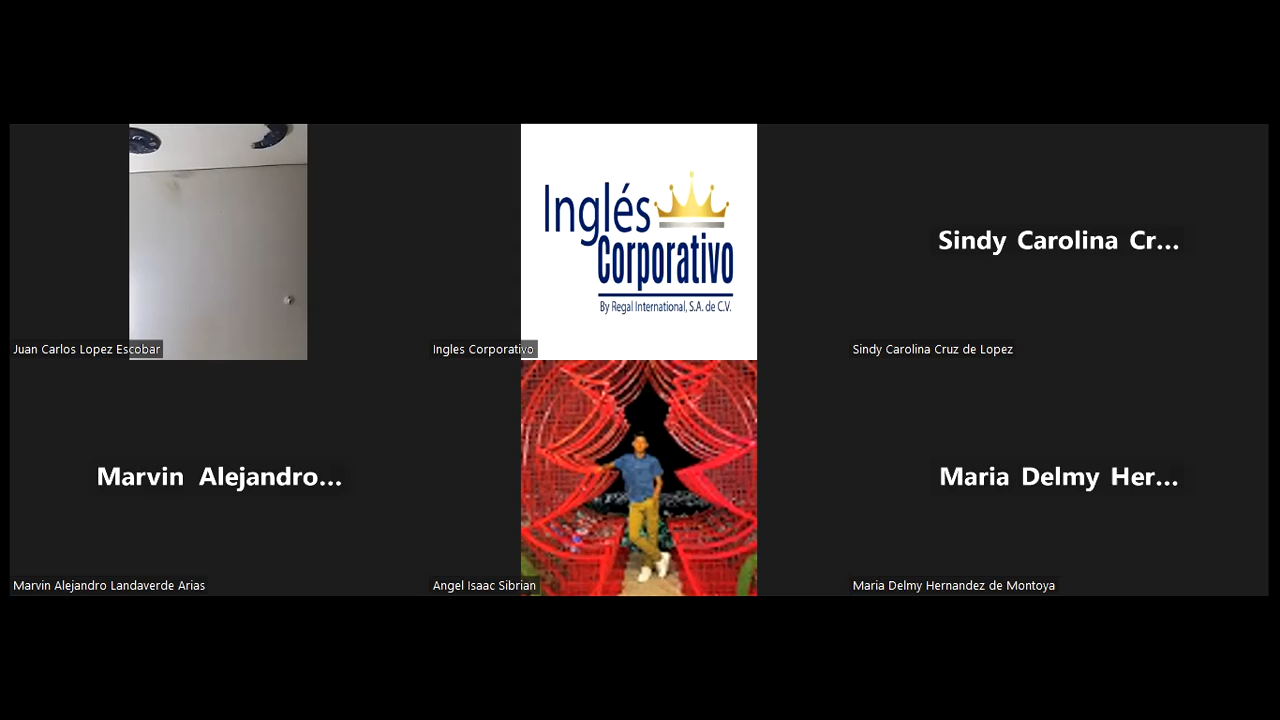 Inglés
Corporativo
By Regal International, S.A. de C.V.
Sindy Carolina Cr...
Juan Carlos Lopez Escobar
Ingles Corporativo
Sindy Carolina Cruz de Lopez
Marvin Alejandro...
Maria Delmy Her...
Marvin Alejandro Landaverde Arias
Angel Isaac Sibrian
Maria Delmy Hernandez de Montoya